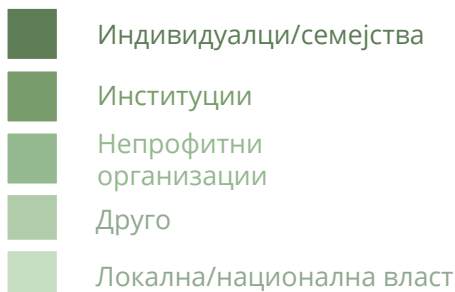 Индивидуалци/семејства
Институции
Непрофитни
организации
Друго
Локална/национална власт